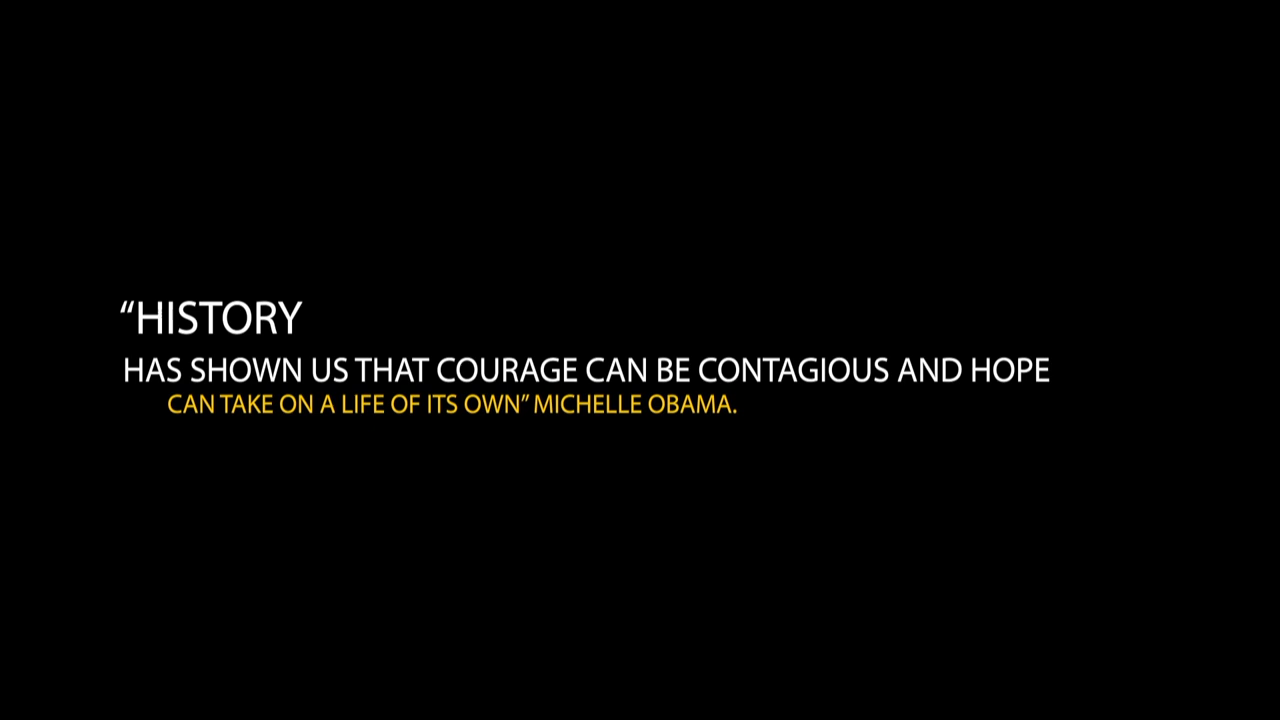 “HISTORY
HAS SHOWN US THAT COURAGE CAN BE CONTAGIOUS AND HOPE
CAN TAKE ON A LIFE OF ITS OWN” MICHELLE OBAMA.